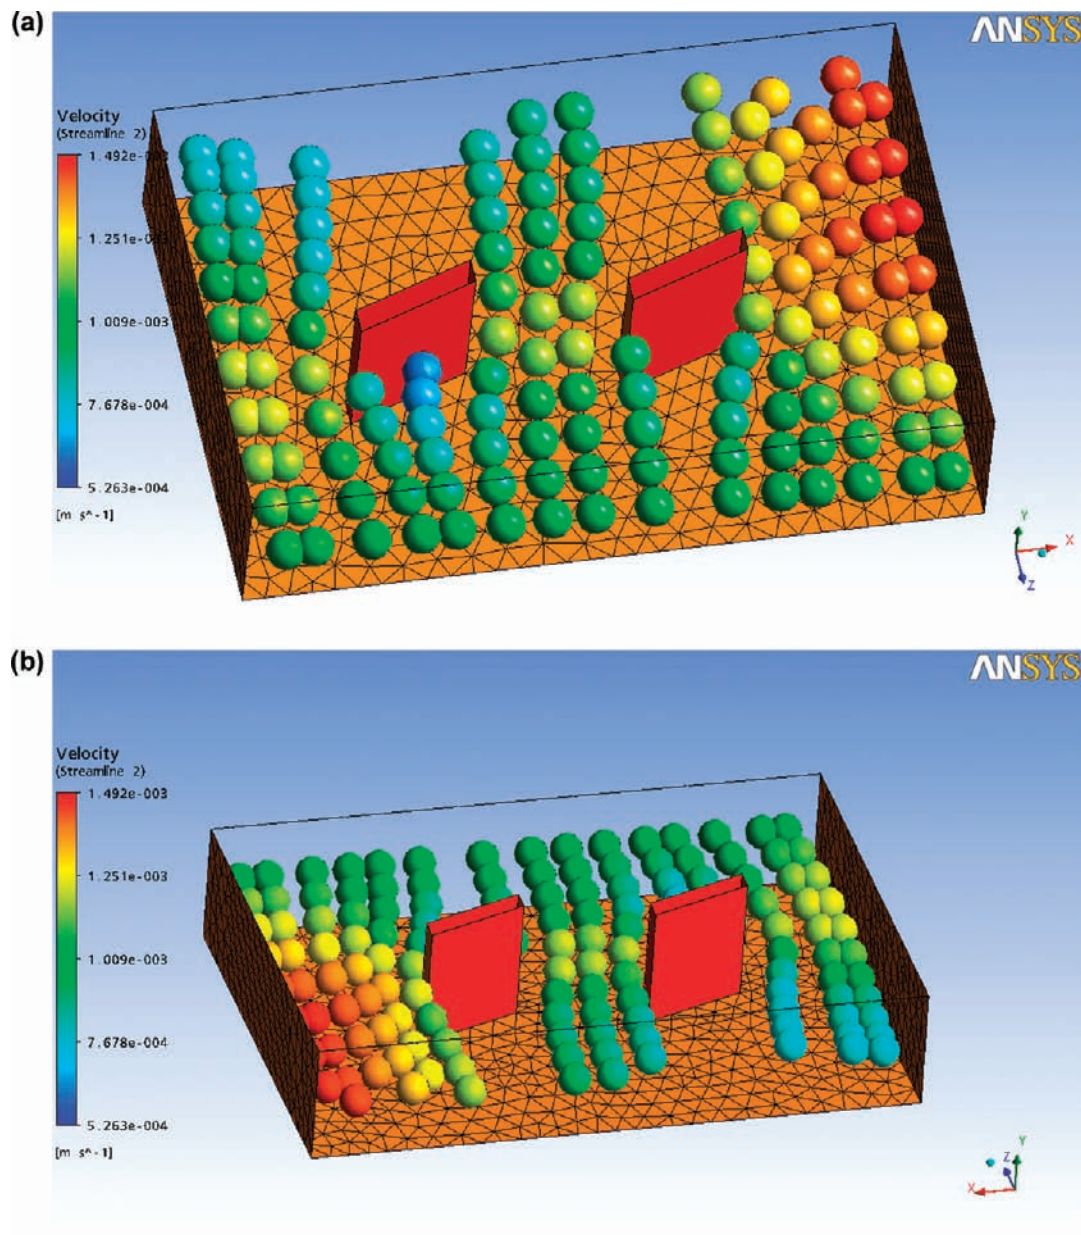 (a)
ANSYS
Velocity
(Streamline 2)
1.251e-003
1.009e-003
7.678e-004
5.263e-004
[m s^-1]
Y
X
Z
(b)
ANSYS
Velocity
(Streamline 2)
1.492e-003
1.251e-003
1.009e-003
7.678e-004
5.263e-004
[m s^-1]
Y
Z
X